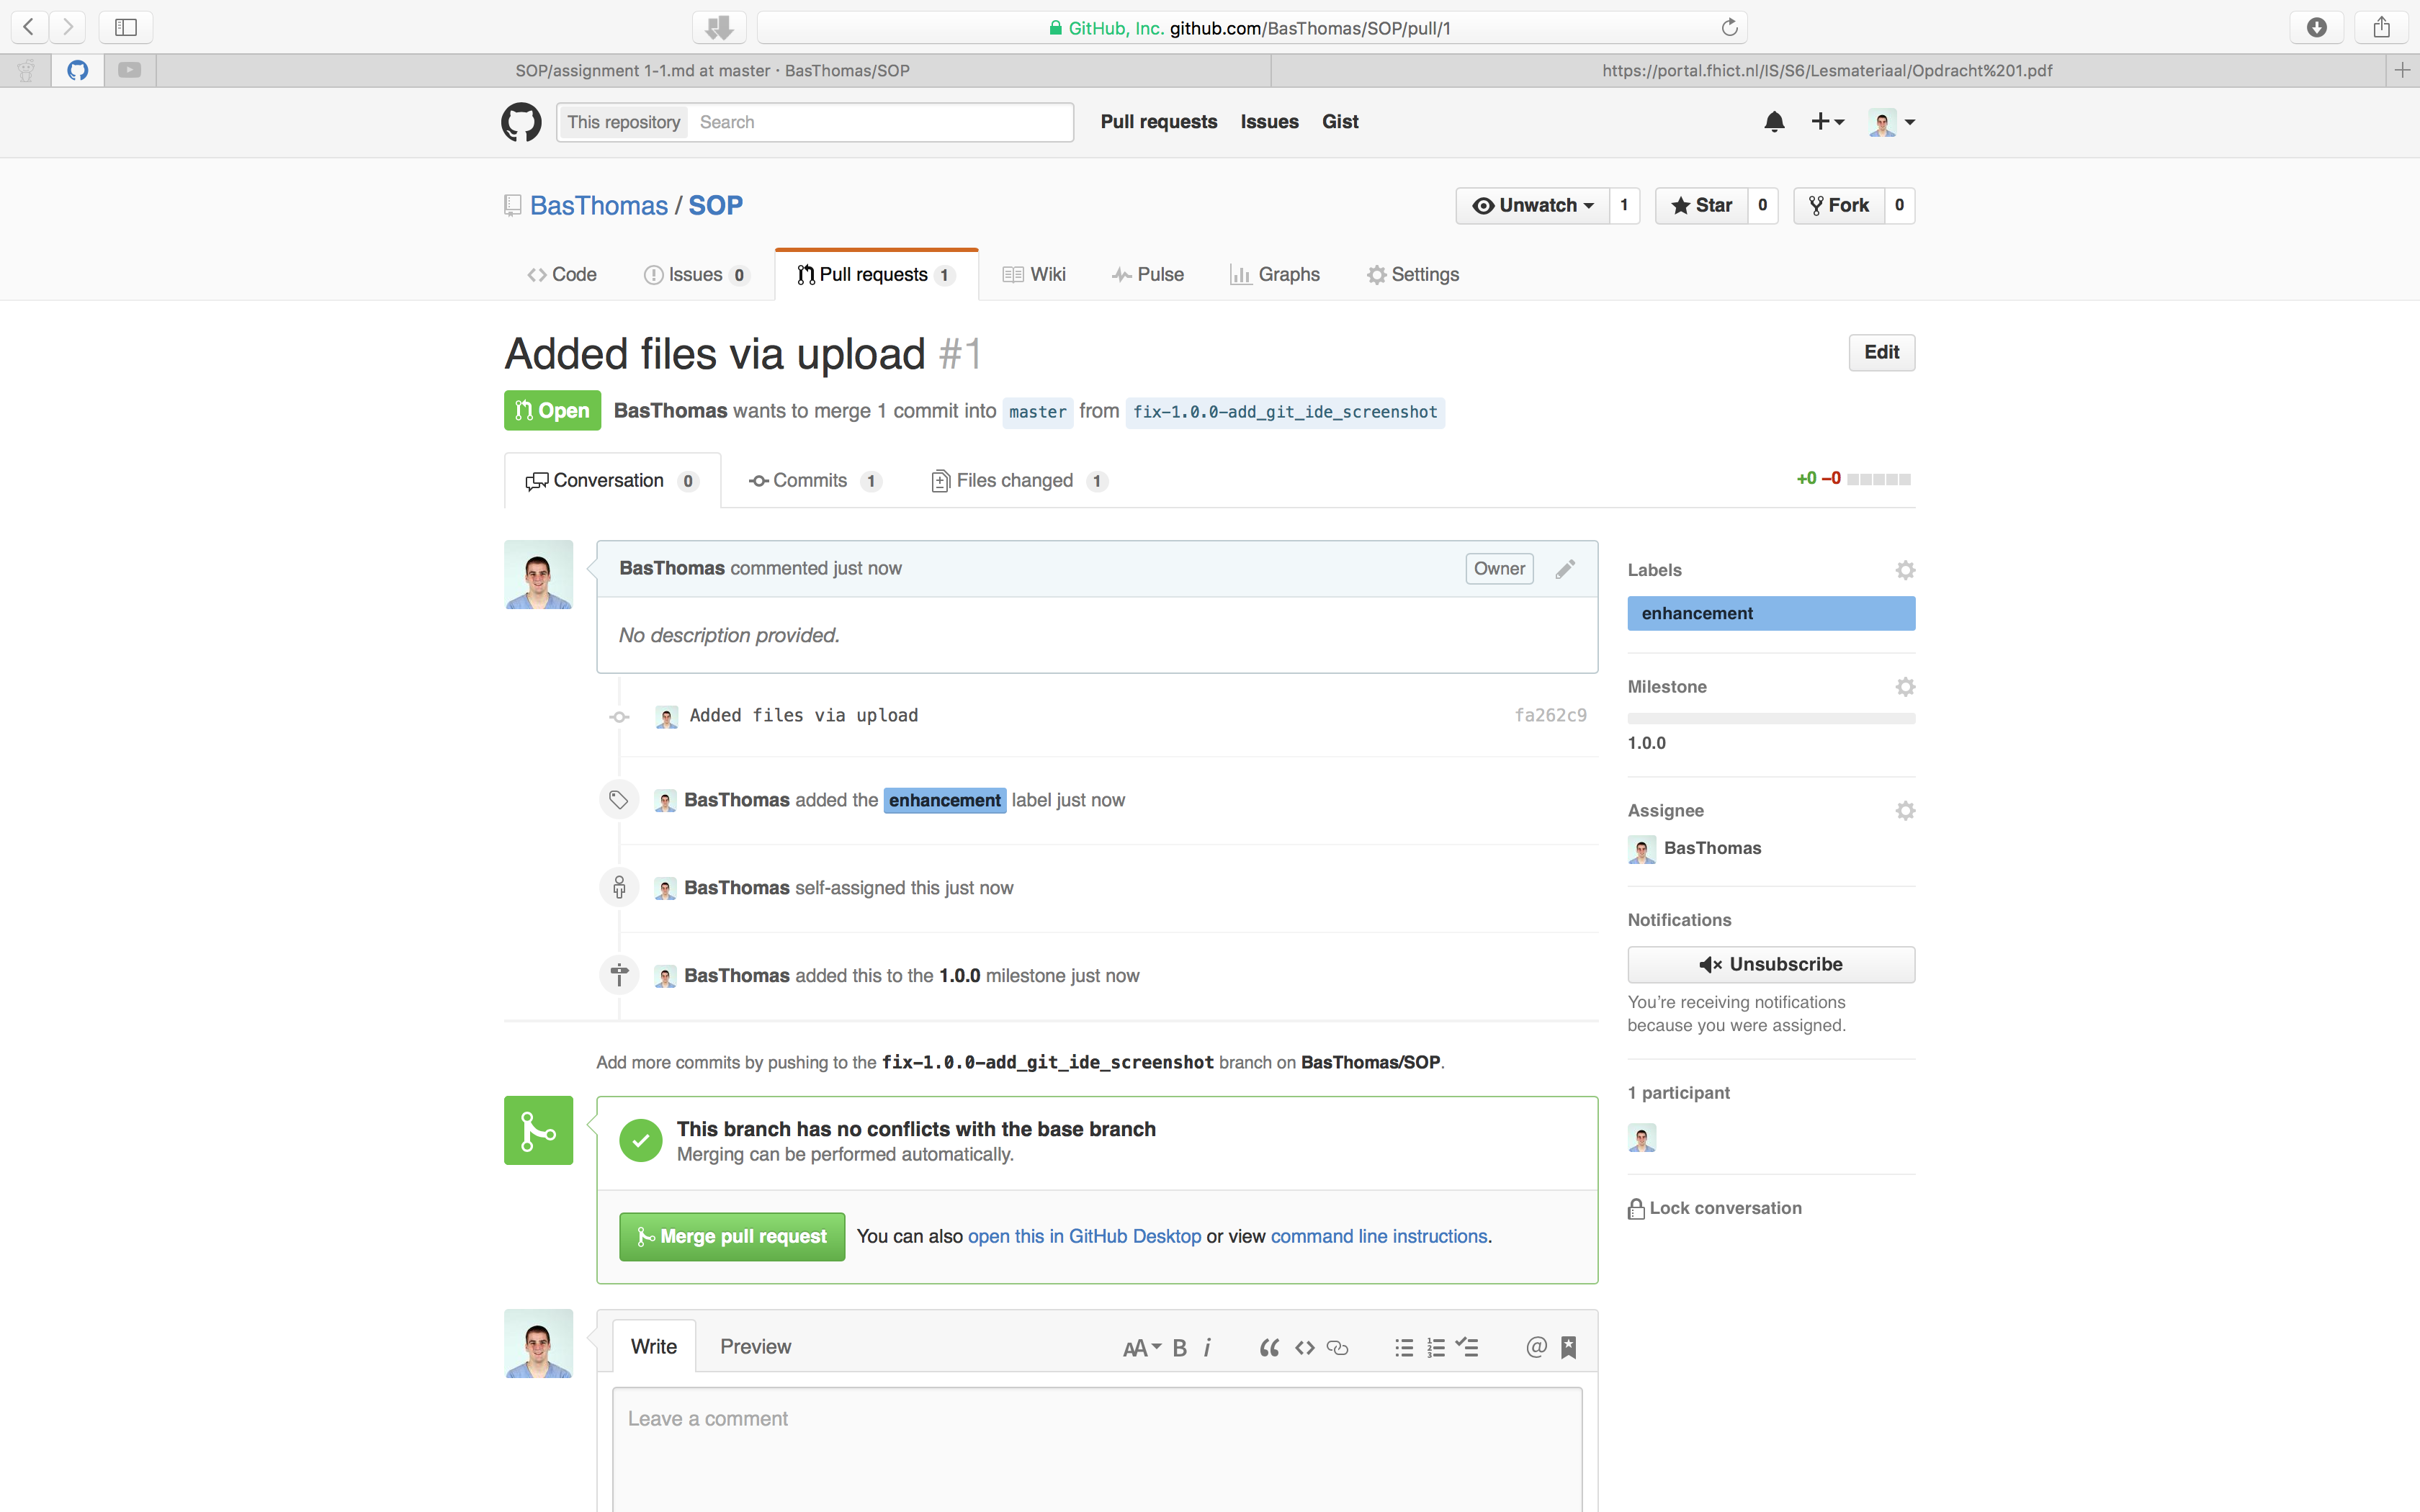 GitHub, Inc. github.com/BasThomas/SOP/pull/1
SOP/assignment 1-1.md at master · BasThomas/SOP
https://portal.fhict.nl/IS/S6/Lesmateriaal/Opdracht%201.pdf
This repository Search Pull requests Issues Gist
BasThomas / SOP
Unwatch 1 Star 0 Fork 0
Code Issues 0 Pull requests 1 Wiki Pulse Graphs Settings
Added files via upload #1
Edit
Open BasThomas wants to merge 1 commit into master from fix-1.0.0-add_git_ide_screenshot
Conversation 0 Commits 1 Files changed 1 +0 −0
BasThomas commented just now Owner
No description provided.
Added files via upload fa262c9
BasThomas added the enhancement label just now
BasThomas self-assigned this just now
BasThomas added this to the 1.0.0 milestone just now
Add more commits by pushing to the fix-1.0.0-add_git_ide_screenshot branch on BasThomas/SOP.
This branch has no conflicts with the base branch
Merging can be performed automatically.
Merge pull request You can also open this in GitHub Desktop or view command line instructions.
Write Preview AA B i
Leave a comment
Labels
enhancement
Milestone
1.0.0
Assignee
BasThomas
Notifications
Unsubscribe
You're receiving notifications
because you were assigned.
1 participant
Lock conversation